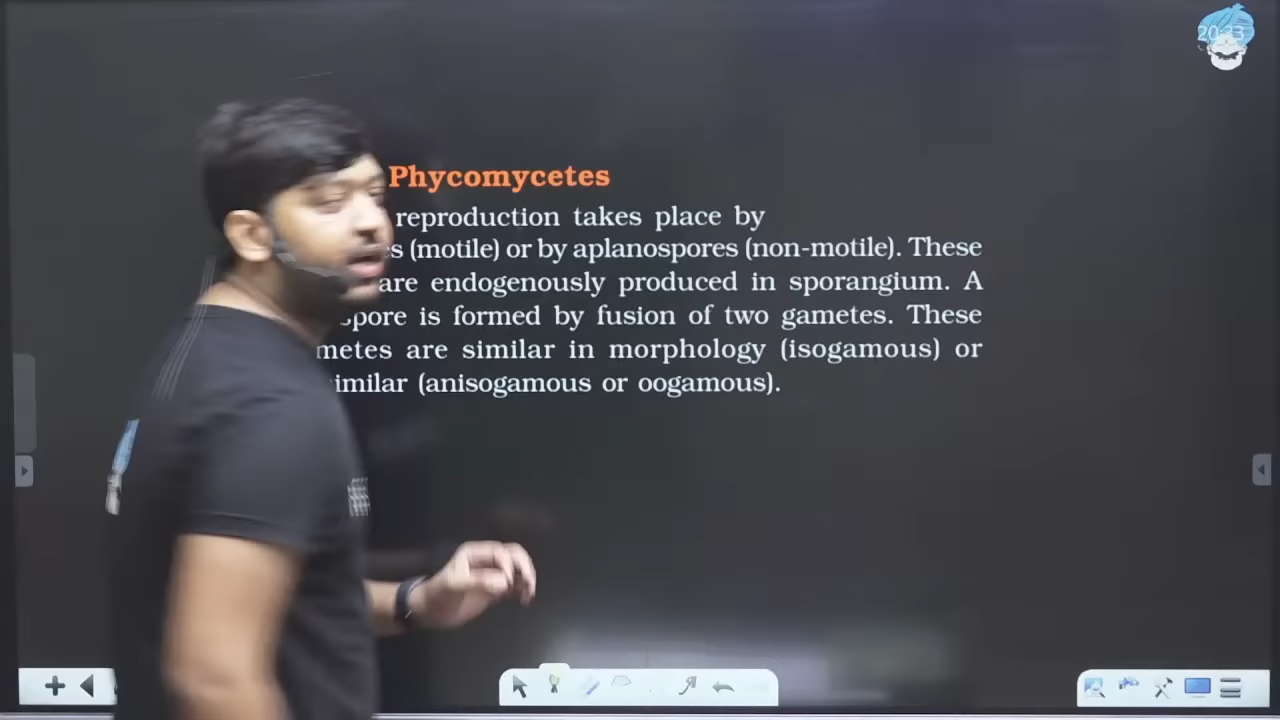 Phycomycetes
reproduction takes place by
es (motile) or by aplanospores (non-motile). These
are endogenously produced in sporangium. A
spore is formed by fusion of two gametes. These
metes are similar in morphology (isogamous) or
imilar (anisogamous or oogamous).